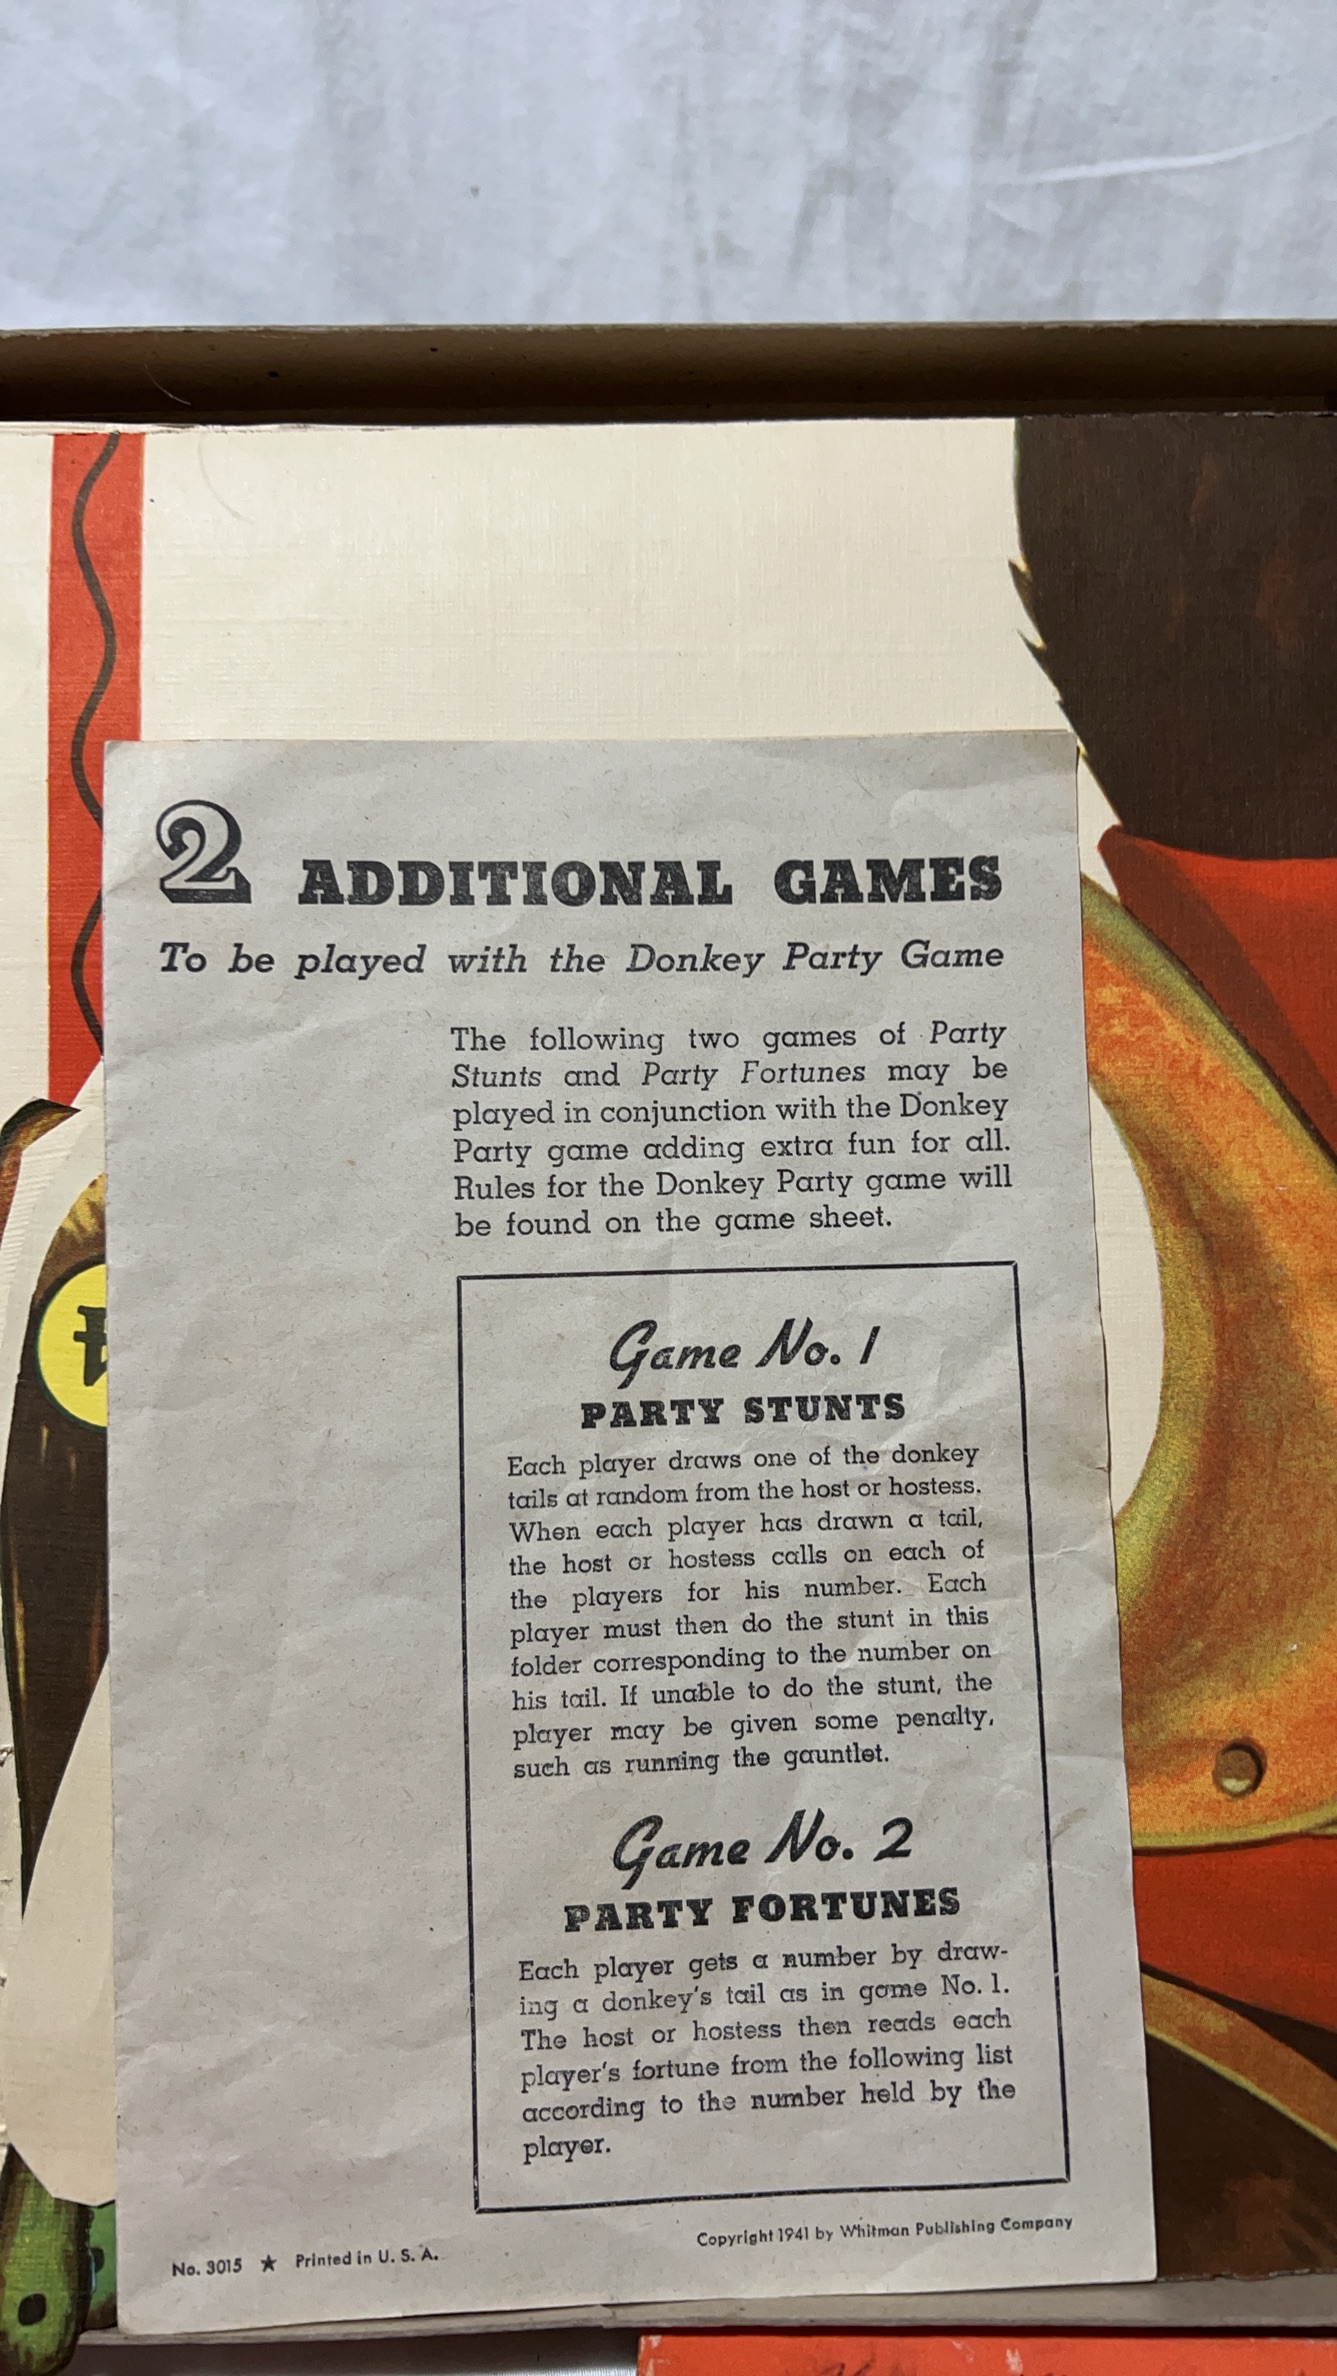 2 ADDITIONAL GAMES
To be played with the Donkey Party Game
The following two games of Party
Stunts and Party Fortunes may be
played in conjunction with the Donkey
Party game adding extra fun for all.
Rules for the Donkey Party game will
be found on the game sheet.
Game No. 1
PARTY STUNTS
Each player draws one of the donkey
tails at random from the host or hostess.
When each player has drawn a tail,
the host or hostess calls on each of
the players for his number. Each
player must then do the stunt in this
folder corresponding to the number on
his tail. If unable to do the stunt, the
player may be given some penalty,
such as running the gauntlet.
Game No. 2
PARTY FORTUNES
Each player gets a number by draw-
ing a donkey's tail as in game No. 1.
The host or hostess then reads each
player's fortune from the following list
according to the number held by the
player.
Copyright 1941 by Whitman Publishing Company
No. 3015 ★ Printed in U. S. A.